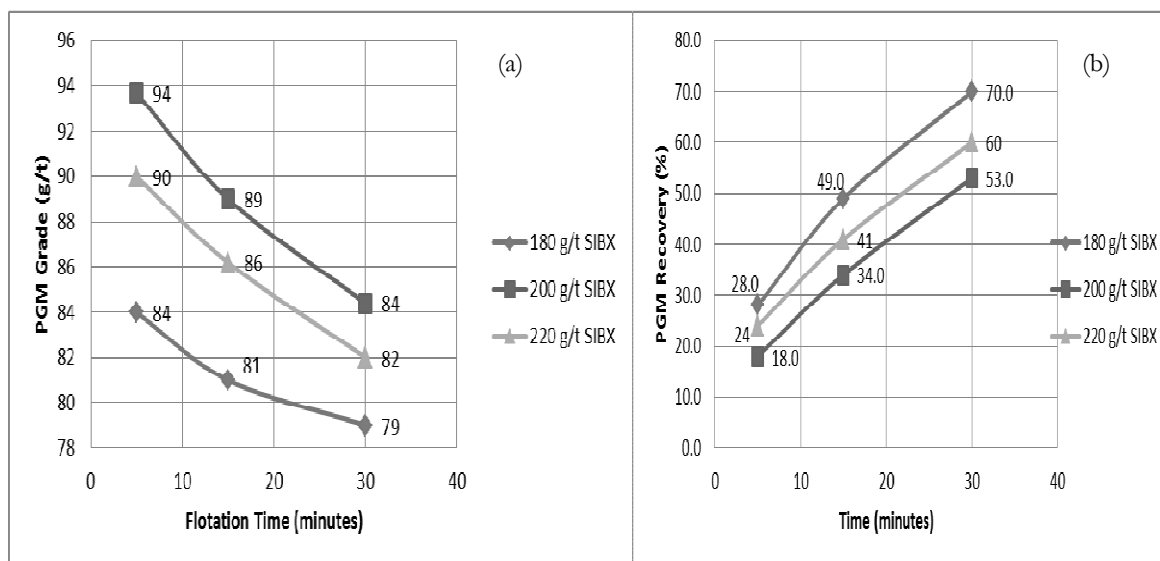 (a)
PGM Grade (g/t)
96
94
92
90
88
86
84
82
80
78
94
89
84
90
86
82
84
81
79
0 10 20 30 40
Flotation Time (minutes)
180 g/t SIBX
200 g/t SIBX
220 g/t SIBX
(b)
PGM Recovery (%)
80.0
70.0
60.0
50.0
40.0
30.0
20.0
10.0
0.0
28.0
49.0
70.0
24
41
60
18.0
34.0
53.0
0 10 20 30 40
Time (minutes)
180 g/t SIBX
200 g/t SIBX
220 g/t SIBX